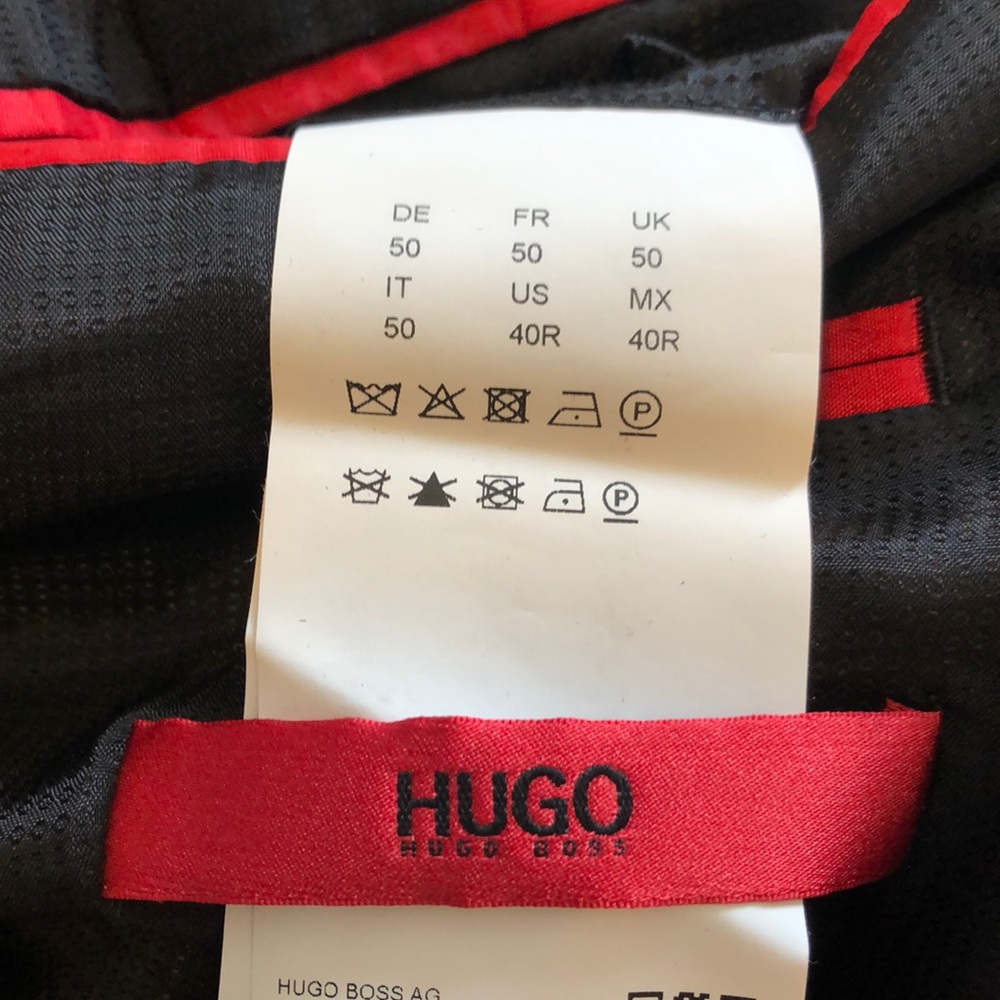 DE FR UK
50 50 50
IT US MX
50 40R 40R
P
P
HUGO
HUGO BOSS
HUGO BOSS AG